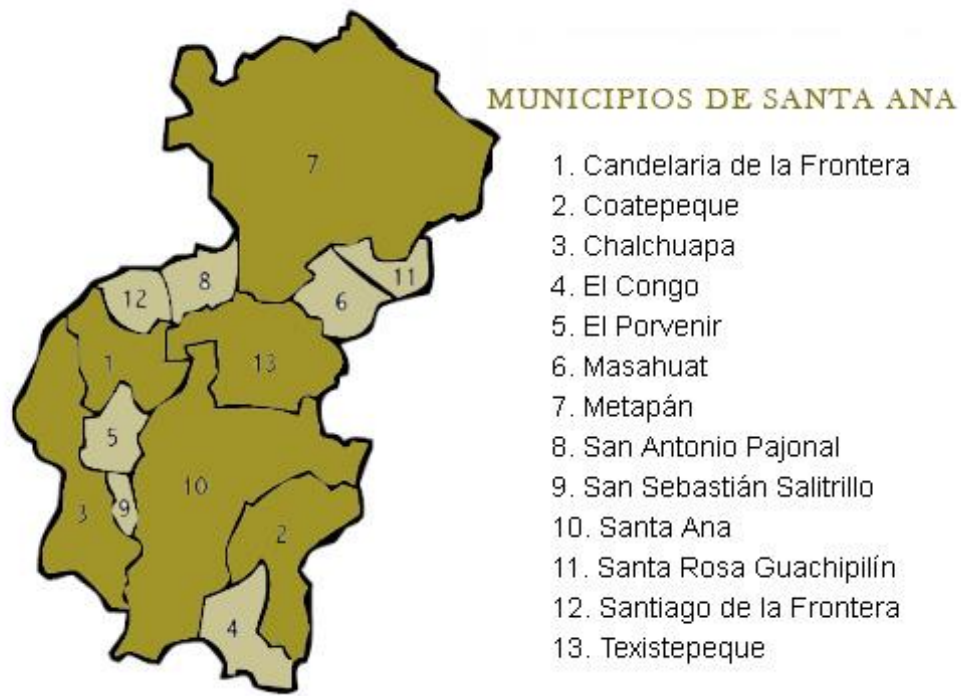 MUNICIPIOS DE SANTA ANA
1. Candelaria de la Frontera
2. Coatepeque
3. Chalchuapa
4. El Congo
5. El Porvenir
6. Masahuat
7. Metapán
8. San Antonio Pajonal
9. San Sebastián Salitrillo
10. Santa Ana
11. Santa Rosa Guachipilín
12. Santiago de la Frontera
13. Texistepeque
7
11
8
12
6
1
13
5
10
9
3
2
4